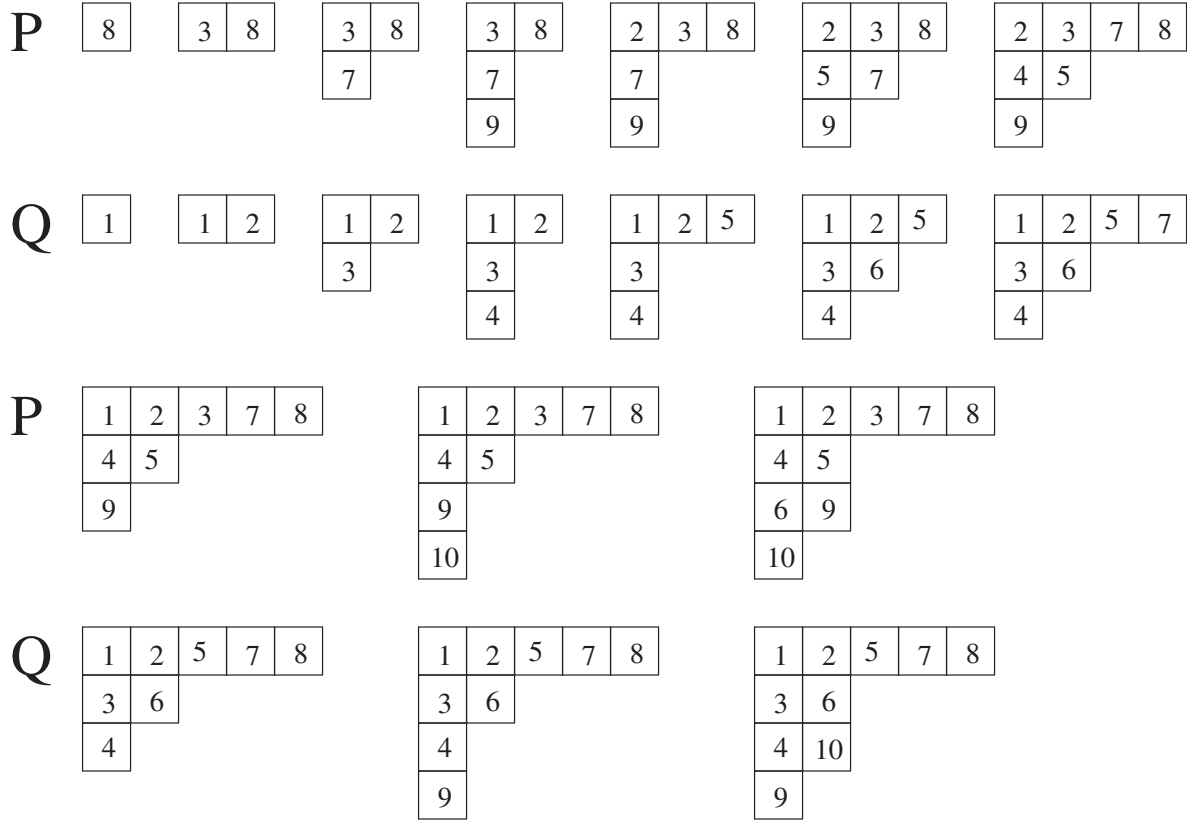 P 8 3 8 3 8 3 8 2 3 8 2 3 8 2 3 7 8
7 7 7 5 7 4 5
9 9 9 9
Q 1 1 2 1 2 1 2 1 2 5 1 2 5 1 2 5 7
3 3 3 3 6 3 6
4 4 4 4
P 1 2 3 7 8 1 2 3 7 8 1 2 3 7 8
4 5 4 5 4 5
9 9 6 9
10 10
Q 1 2 5 7 8 1 2 5 7 8 1 2 5 7 8
3 6 3 6 3 6
4 4 4 10
9 9